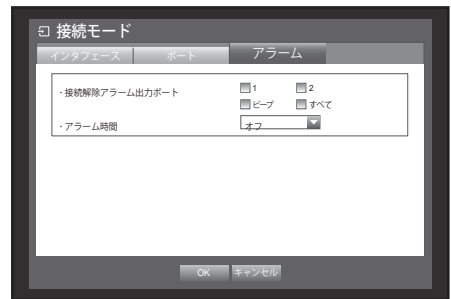 接続モード
インタフェース ポート アラーム
・接続解除アラーム出力ポート 1 2
ビープ すべて
・アラーム時間 オフ
OK キャンセル